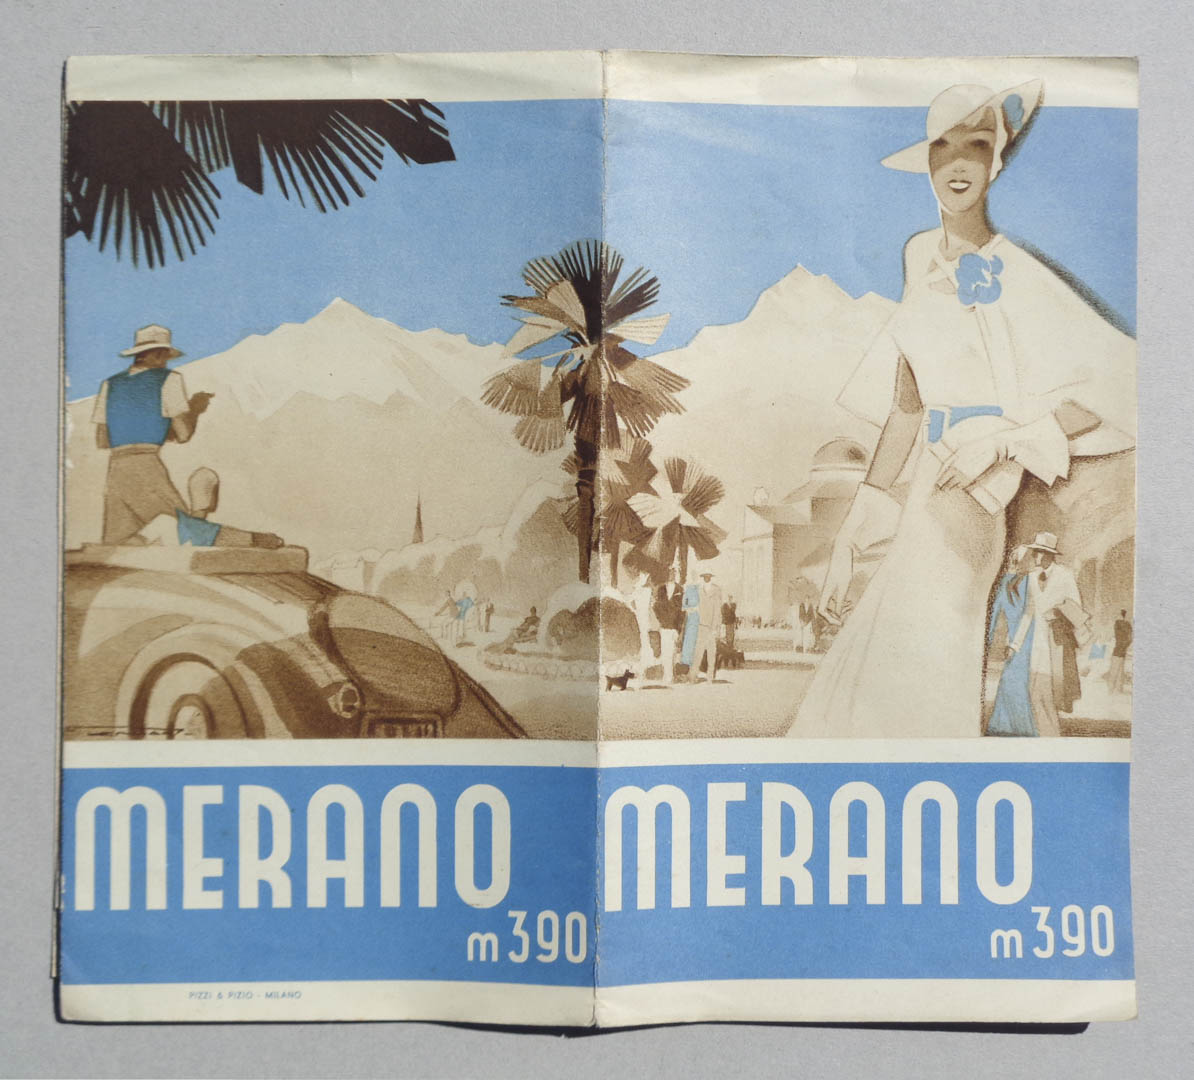 MERANO
m 390
PIZZI & PIZIO - MILANO
MERANO
m 390